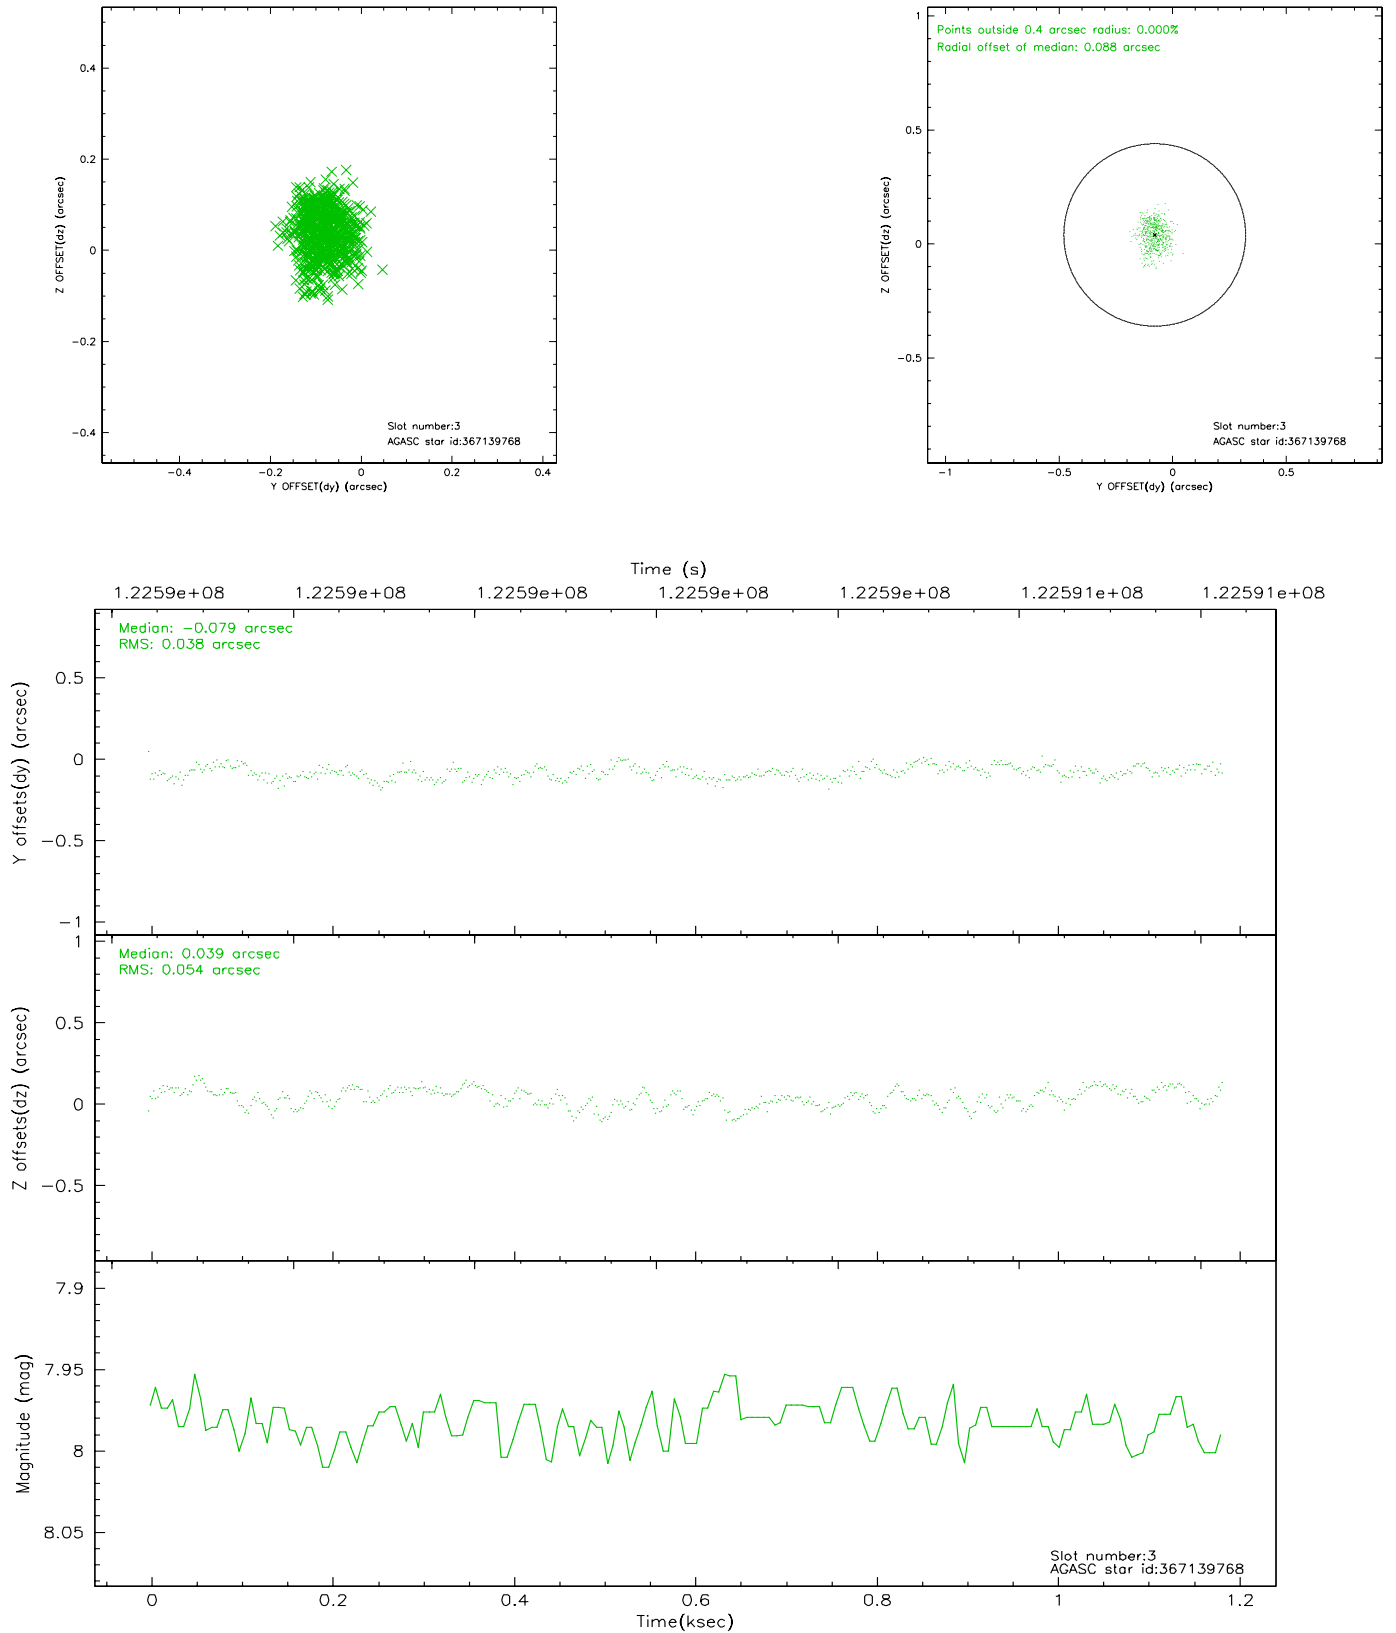 0.4
0.2
0
−0.2
−0.4
Z OFFSET(dz) (arcsec)
Slot number:3
AGASC star id:367139768
−0.4 −0.2 0 0.2 0.4
Y OFFSET(dy) (arcsec)
Points outside 0.4 arcsec radius: 0.000%
Radial offset of median: 0.088 arcsec
1
0.5
0
−0.5
Z OFFSET(dz) (arcsec)
Slot number:3
AGASC star id:367139768
−1 −0.5 0 0.5
Y OFFSET(dy) (arcsec)
Time (s)
1.2259e+08 1.2259e+08 1.2259e+08 1.2259e+08 1.2259e+08 1.22591e+08 1.22591e+08
Median: −0.079 arcsec
RMS: 0.038 arcsec
0.5
0
−0.5
−1
Y offsets(dy) (arcsec)
Median: 0.039 arcsec
RMS: 0.054 arcsec
1
0.5
0
−0.5
Z offsets(dz) (arcsec)
7.9
7.95
8
8.05
Magnitude (mag)
Slot number:3
AGASC star id:367139768
0 0.2 0.4 0.6 0.8 1 1.2
Time(ksec)